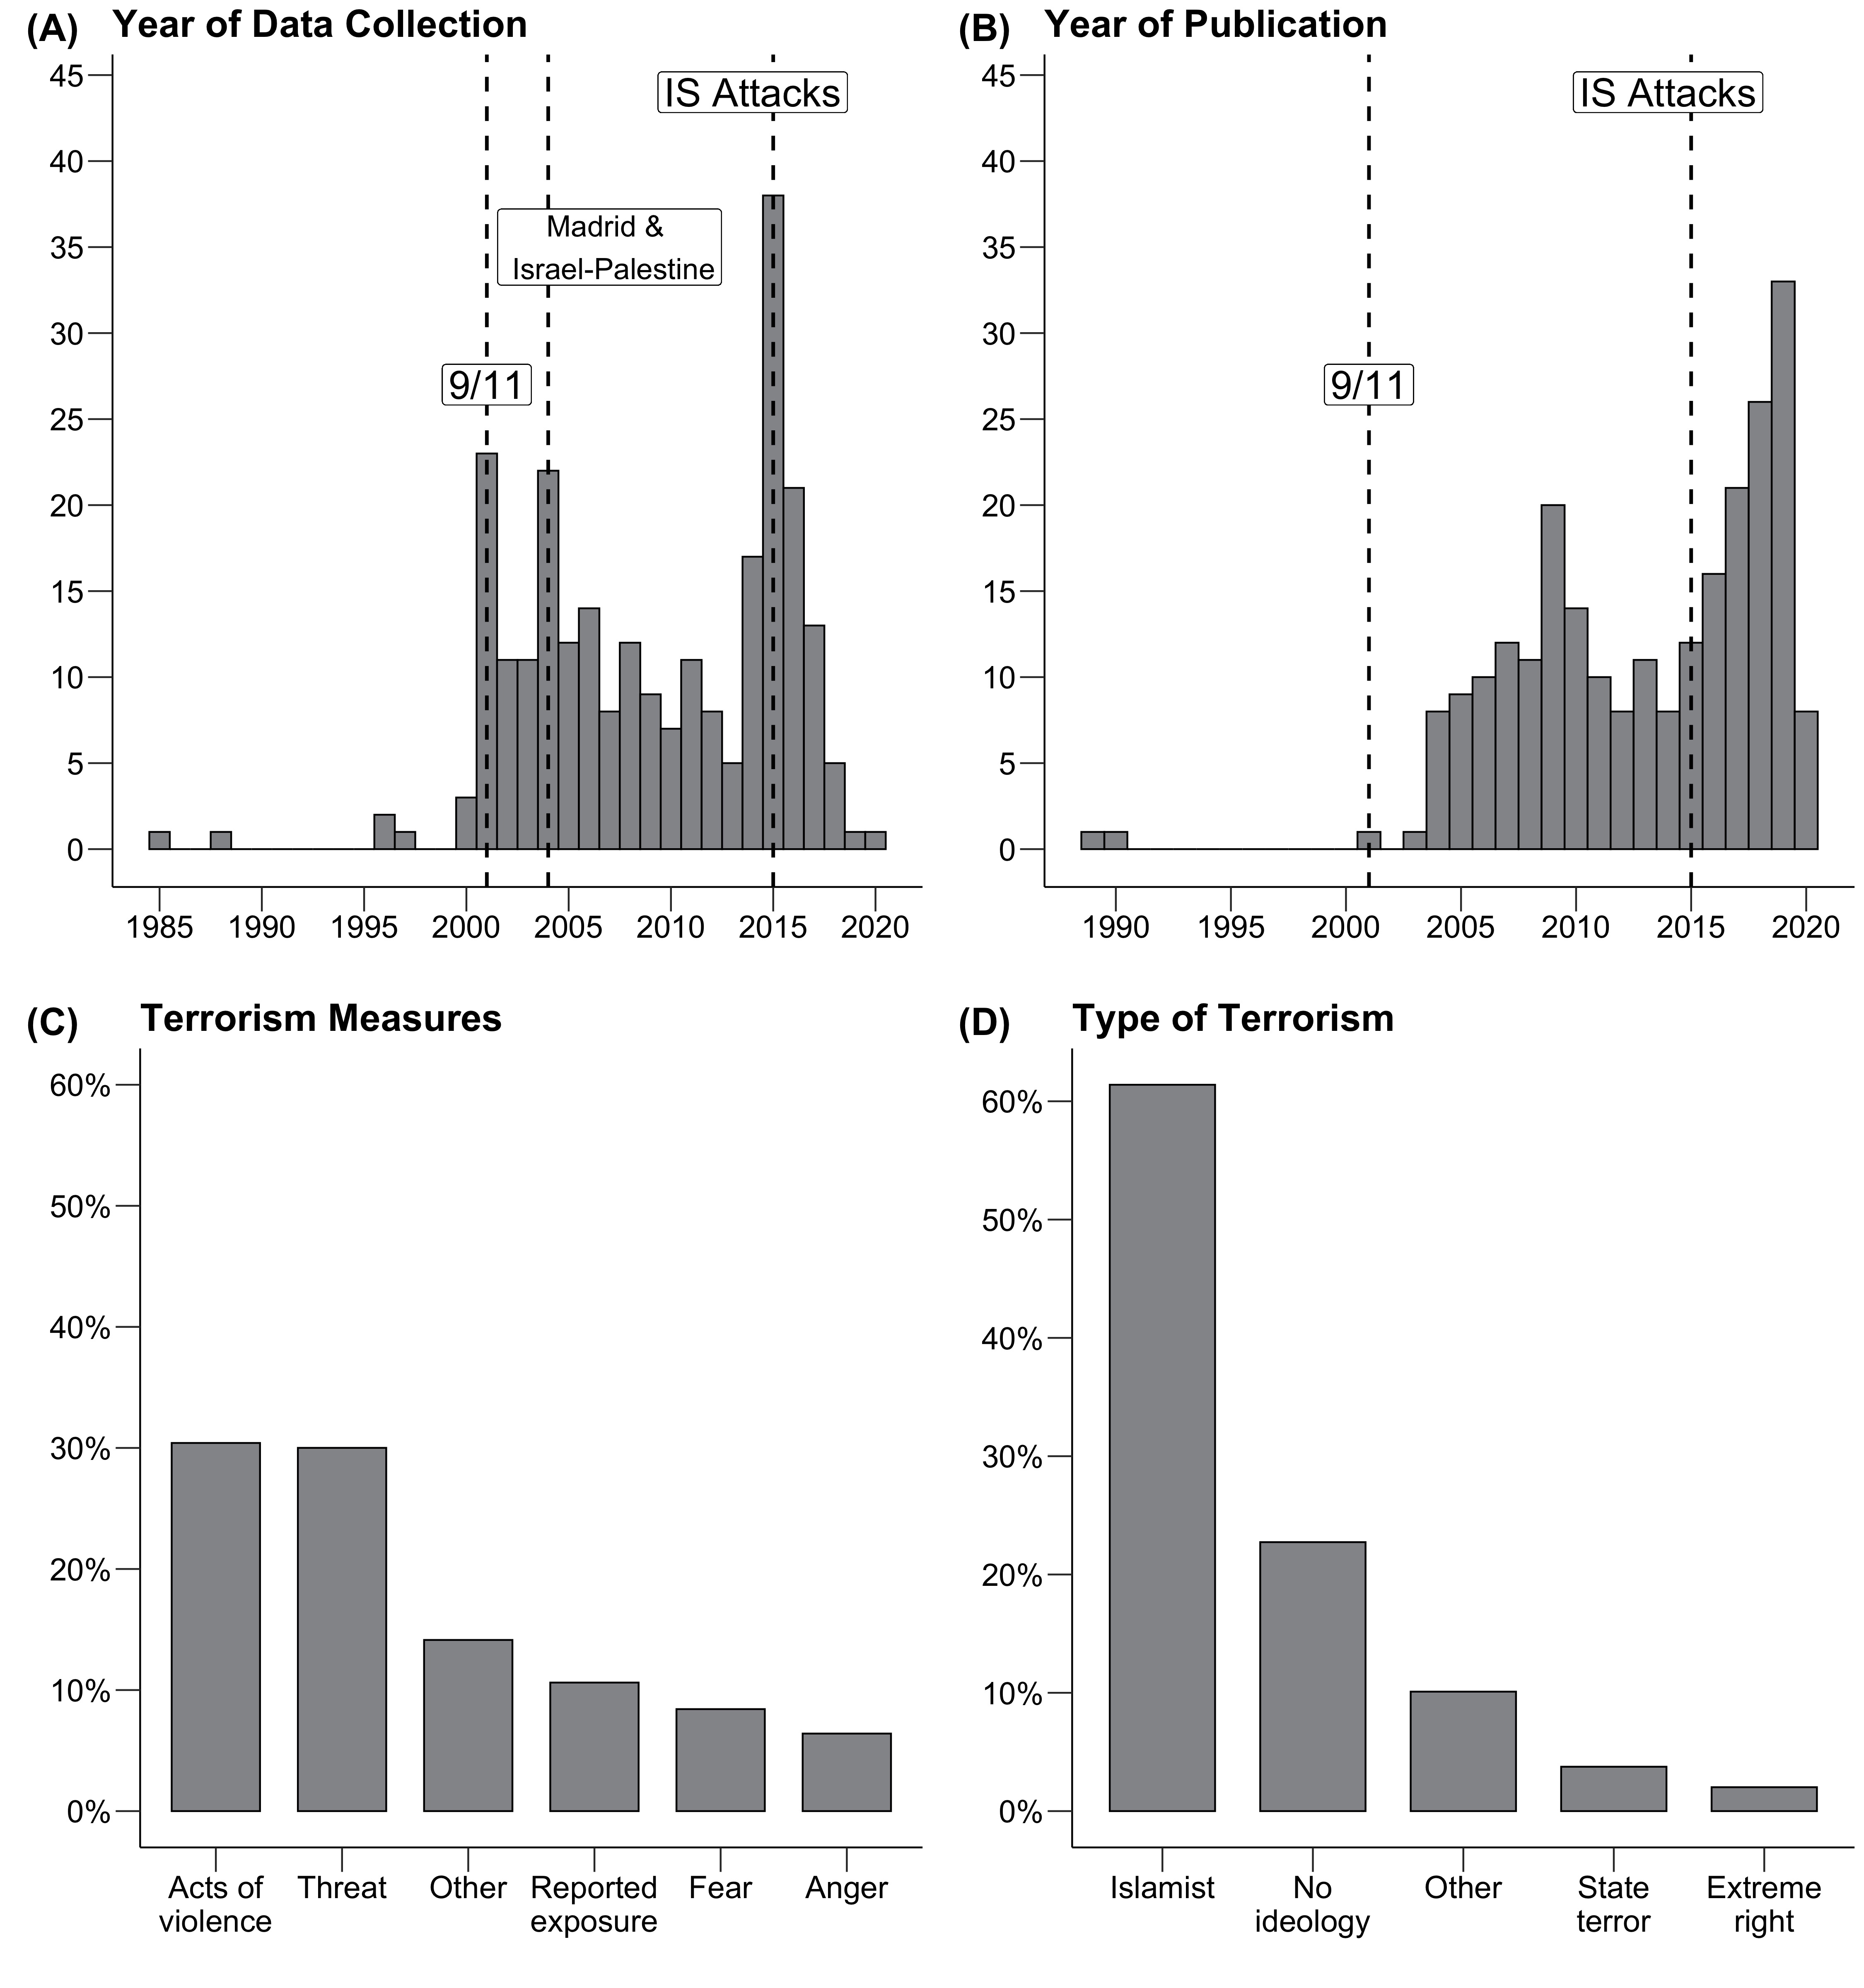 (A) Year of Data Collection
45
40
35
30
25
20
15
10
5
0
IS Attacks
Madrid &
Israel-Palestine
9/11
1985 1990 1995 2000 2005 2010 2015 2020
(B) Year of Publication
45
40
35
30
25
20
15
10
5
0
IS Attacks
9/11
1990 1995 2000 2005 2010 2015 2020
(C) Terrorism Measures
60%
50%
40%
30%
20%
10%
0%
Acts of violence
Threat
Other
Reported exposure
Fear
Anger
(D) Type of Terrorism
60%
50%
40%
30%
20%
10%
0%
Islamist
No ideology
Other
State terror
Extreme right